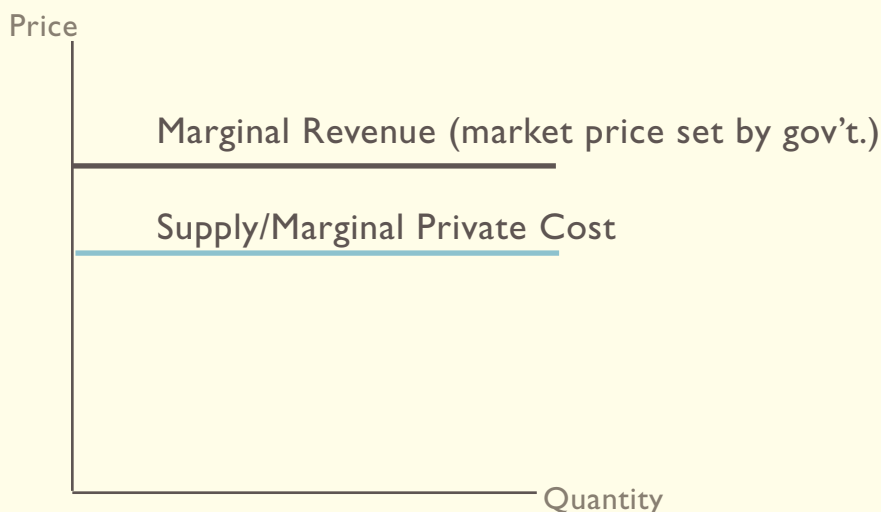 Price
Marginal Revenue (market price set by gov’t.)
Supply/Marginal Private Cost
Quantity